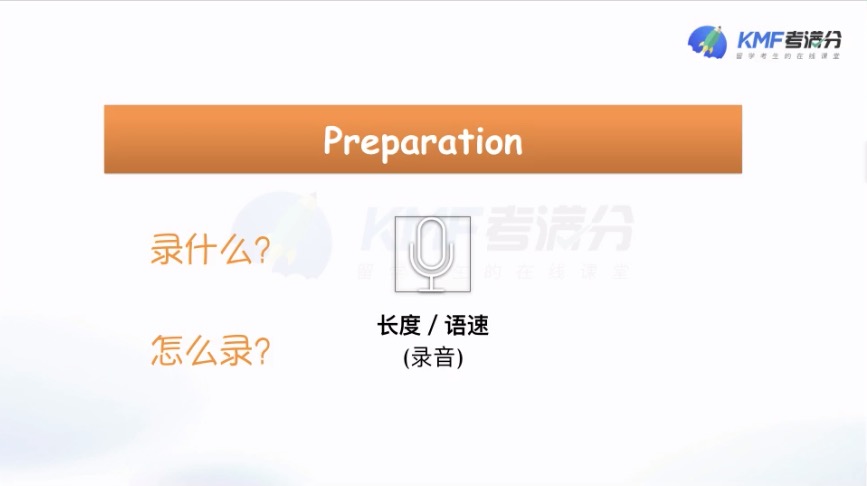 KMF考满分
留学考生的在线课堂
Preparation
KMF考满分
留学考生的在线课堂
录什么?
怎么录?
长度 / 语速
(录音)